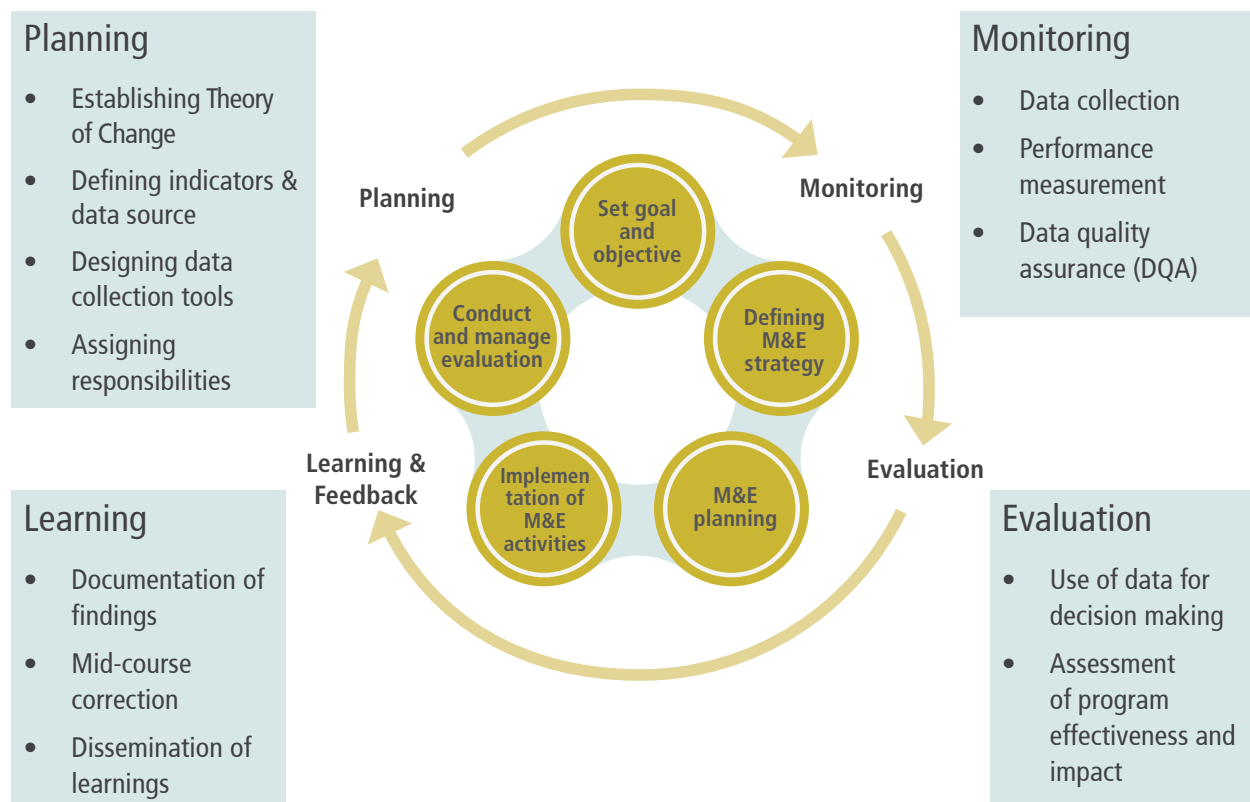 Planning
• Establishing Theory
of Change
• Defining indicators &
data source
• Designing data
collection tools
• Assigning
responsibilities
Monitoring
• Data collection
• Performance
measurement
• Data quality
assurance (DQA)
Planning
Monitoring
Evaluation
Learning &
Feedback
Set goal
and
objective
Defining
M&E
strategy
M&E
planning
Implemen
tation of
M&E
activities
Conduct
and manage
evaluation
Learning
• Documentation of
findings
• Mid-course
correction
• Dissemination of
learnings
Evaluation
• Use of data for
decision making
• Assessment
of program
effectiveness and
impact